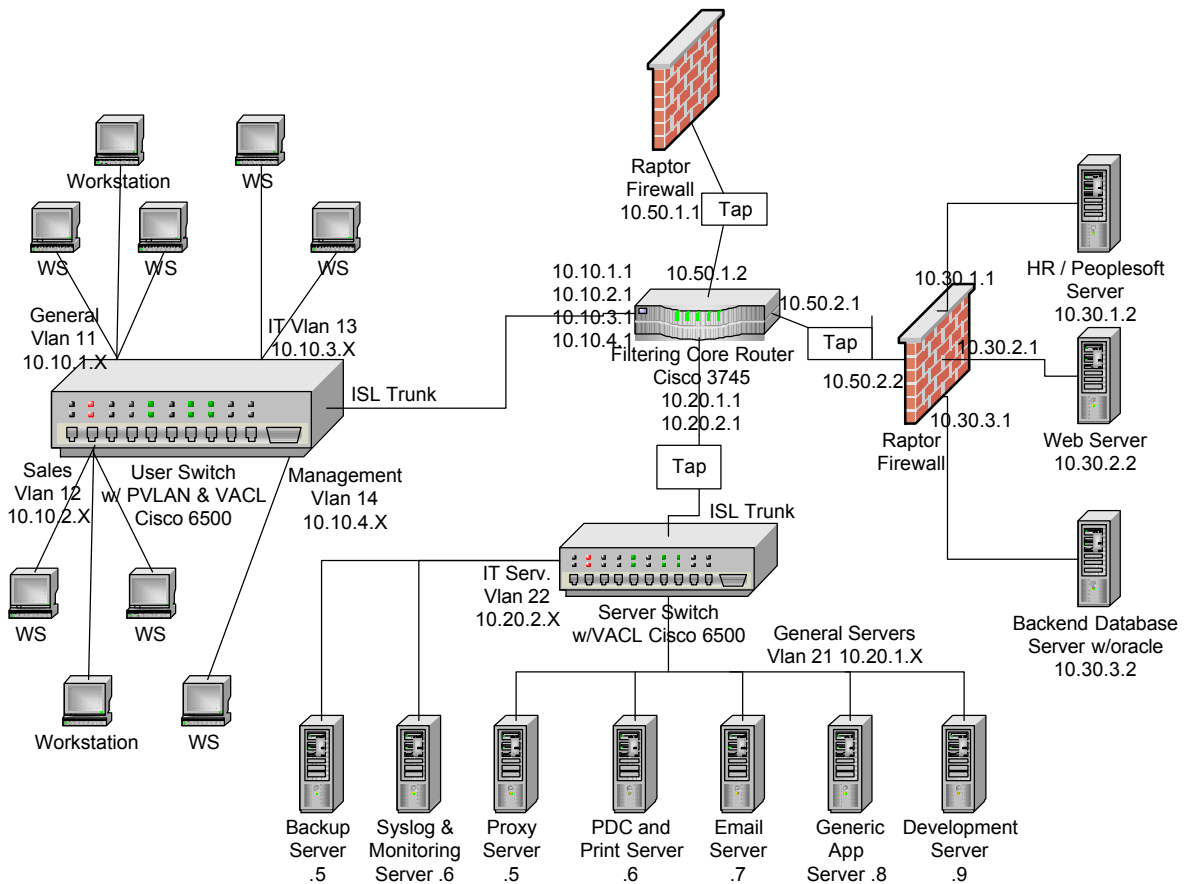 Raptor
Firewall
10.50.1.1
Tap
Workstation
WS
WS
WS
WS
General
Vlan 11
10.10.1.X
IT Vlan 13
10.10.3.X
10.10.1.1
10.10.2.1
10.10.3.1
10.10.4.1
10.50.1.2
10.50.2.1
Tap
10.50.2.2
Filtering Core Router
Cisco 3745
10.20.1.1
10.20.2.1
10.30.1.1
10.30.2.1
10.30.3.1
Raptor
Firewall
HR / Peoplesoft
Server
10.30.1.2
Web Server
10.30.2.2
Backend Database
Server w/oracle
10.30.3.2
ISL Trunk
Sales
Vlan 12
10.10.2.X
User Switch
w/ PVLAN & VACL
Cisco 6500
Management
Vlan 14
10.10.4.X
WS
WS
Workstation
WS
Tap
ISL Trunk
IT Serv.
Vlan 22
10.20.2.X
Server Switch
w/VACL Cisco 6500
General Servers
Vlan 21 10.20.1.X
Backup
Server
.5
Syslog &
Monitoring
Server .6
Proxy
Server
.5
PDC and
Print Server
.6
Email
Server
.7
Generic
App
Server .8
Development
Server
.9